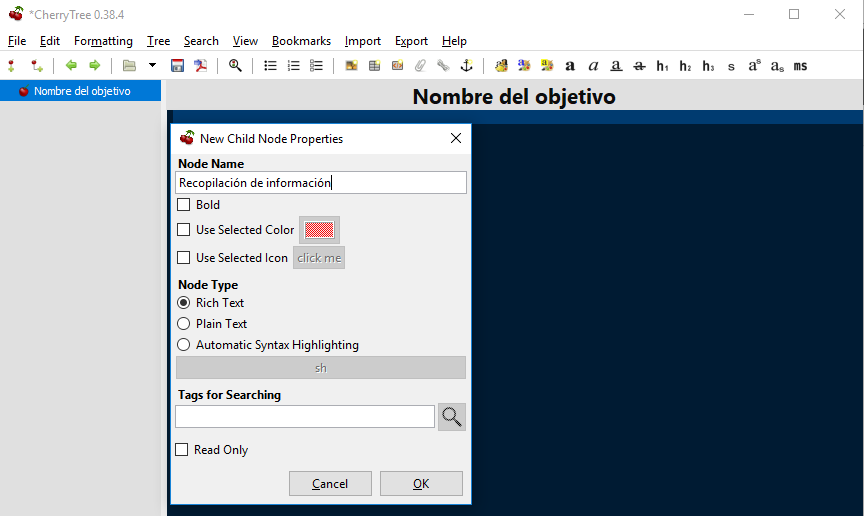 *CherryTree 0.38.4
File Edit Formatting Tree Search View Bookmarks Import Export Help
a a a a h1 h2 h3 s as as ms
Nombre del objetivo
Nombre del objetivo
New Child Node Properties
Node Name
Recopilación de información
Bold
Use Selected Color
Use Selected Icon click me
Node Type
Rich Text
Plain Text
Automatic Syntax Highlighting
sh
Tags for Searching
Read Only
Cancel OK